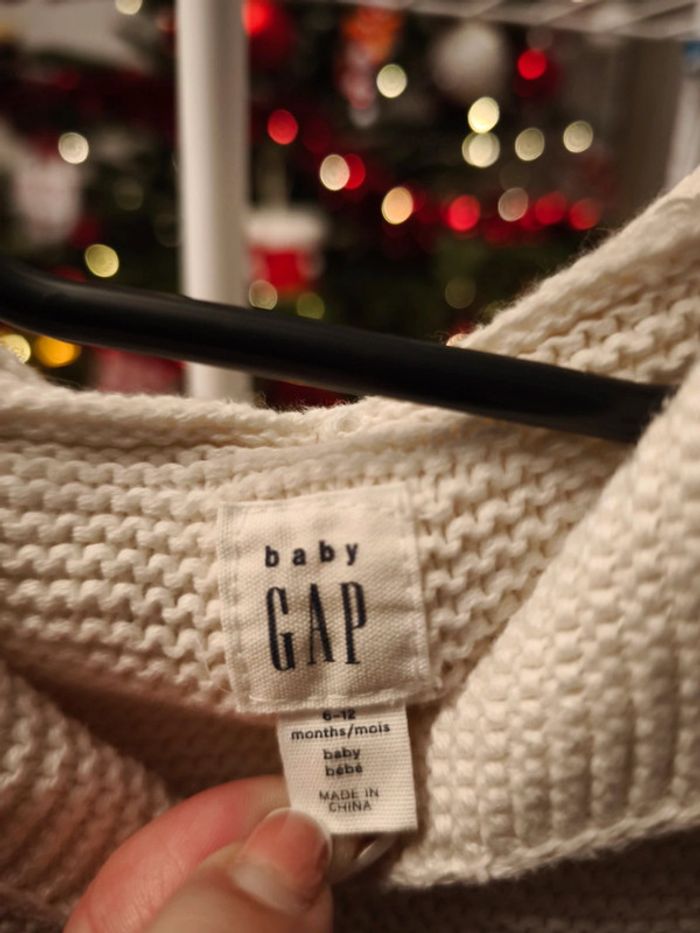 baby
GAP
6-12
months/mois
baby
bébé
MADE IN
CHINA